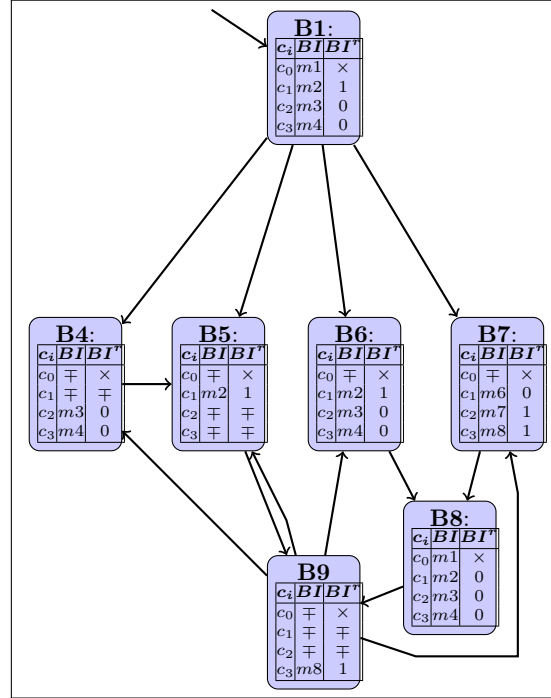 B1:
c_i BI BI^r
c_0 m1 ×
c_1 m2 1
c_2 m3 0
c_3 m4 0
B4:
c_i BI BI^r
c_0 ∓ ×
c_1 ∓ ∓
c_2 m3 0
c_3 m4 0
B5:
c_i BI BI^r
c_0 ∓ ×
c_1 m2 1
c_2 ∓ ∓
c_3 ∓ ∓
B6:
c_i BI BI^r
c_0 ∓ ×
c_1 m2 1
c_2 m3 0
c_3 m4 0
B7:
c_i BI BI^r
c_0 ∓ ×
c_1 m6 0
c_2 m7 1
c_3 m8 1
B8:
c_i BI BI^r
c_0 m1 ×
c_1 m2 0
c_2 m3 0
c_3 m4 0
B9
c_i BI BI^r
c_0 ∓ ×
c_1 ∓ ∓
c_2 ∓ ∓
c_3 m8 1